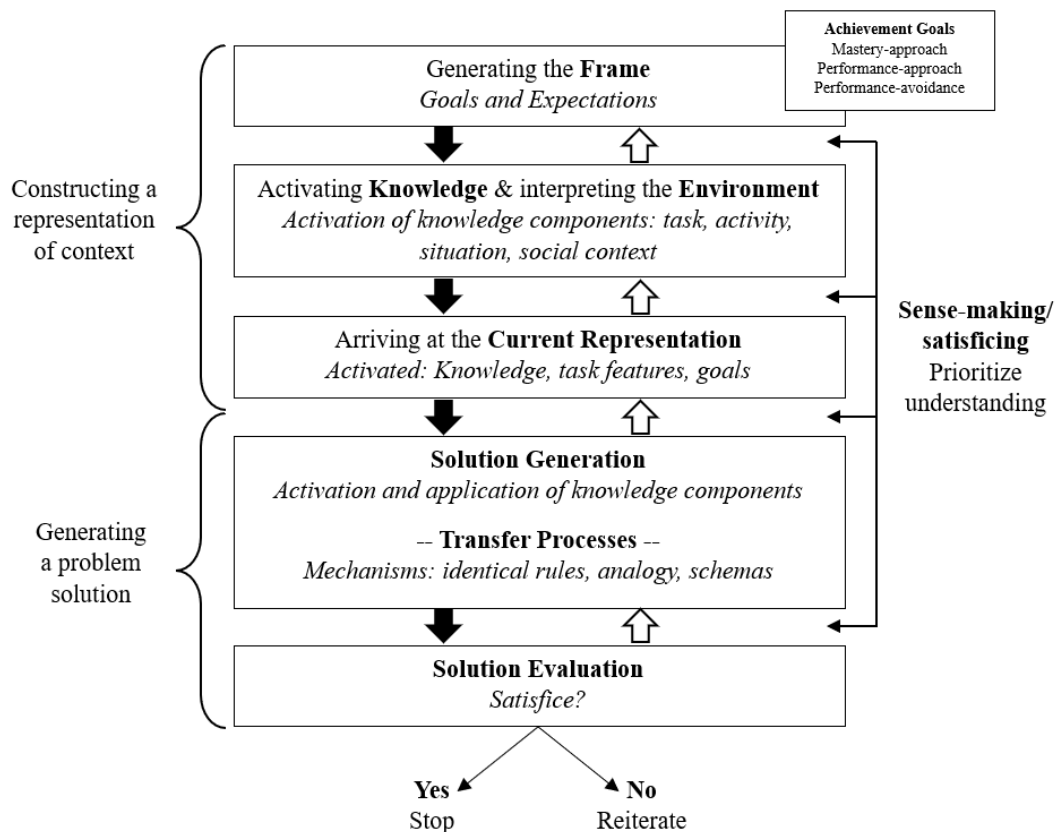 Achievement Goals
Mastery-approach
Performance-approach
Performance-avoidance
Generating the Frame
Goals and Expectations
Constructing a
representation
of context
Activating Knowledge & interpreting the Environment
Activation of knowledge components: task, activity,
situation, social context
Arriving at the Current Representation
Activated: Knowledge, task features, goals
Sense-making/
satisficing
Prioritize
understanding
Generating
a problem
solution
Solution Generation
Activation and application of knowledge components
-- Transfer Processes --
Mechanisms: identical rules, analogy, schemas
Solution Evaluation
Satisfice?
Yes
Stop
No
Reiterate